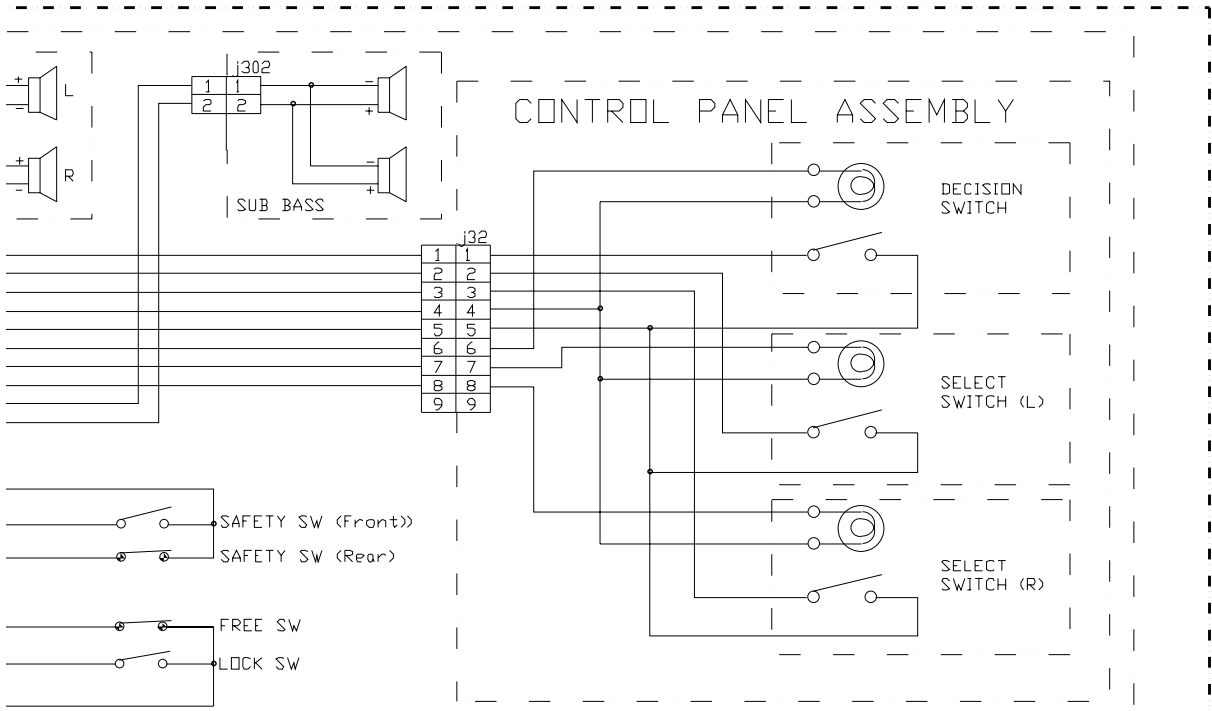 j302
+
-
L
1 1
2 2
-
+
CONTROL PANEL ASSEMBLY
+
-
R
-
+
SUB BASS
DECISION
SWITCH
j32
1 1
2 2
3 3
4 4
5 5
6 6
7 7
8 8
9 9
SELECT
SWITCH (L)
SAFETY SW (Front))
SAFETY SW (Rear)
SELECT
SWITCH (R)
FREE SW
LOCK SW